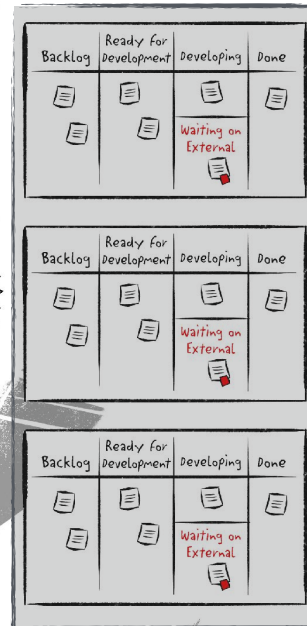 Backlog
Ready for
Development
Developing
Done
Waiting on
External
Backlog
Ready for
Development
Developing
Done
Waiting on
External
Backlog
Ready for
Development
Developing
Done
Waiting on
External